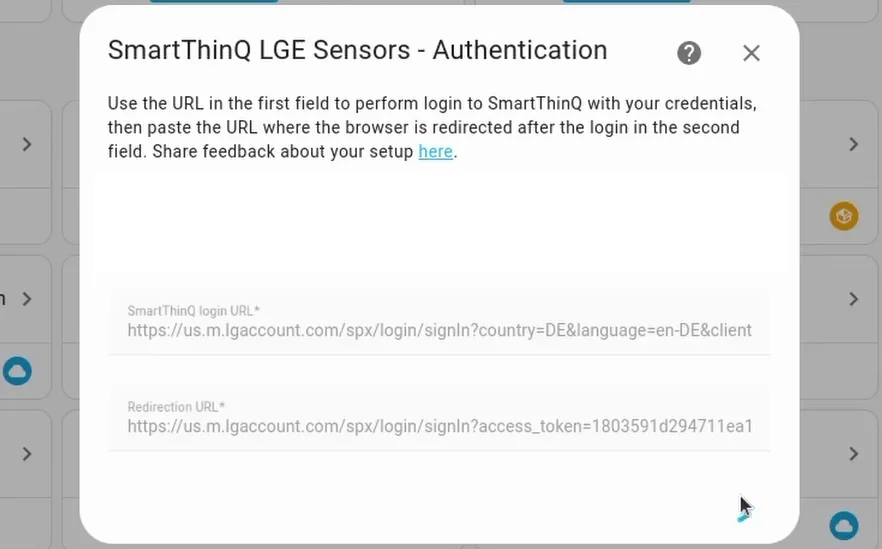 SmartThinQ LGE Sensors - Authentication
Use the URL in the first field to perform login to SmartThinQ with your credentials,
then paste the URL where the browser is redirected after the login in the second
field. Share feedback about your setup here.
SmartThinQ login URL*
https://us.m.lgaccount.com/spx/login/signIn?country=DE&language=en-DE&client
Redirection URL*
https://us.m.lgaccount.com/spx/login/signIn?access_token=1803591d294711ea1